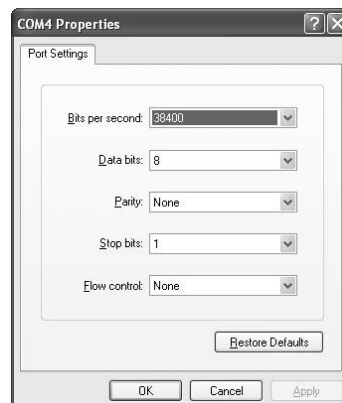 COM4 Properties
Port Settings
Bits per second: 38400
Data bits: 8
Parity: None
Stop bits: 1
Flow control: None
Restore Defaults
OK Cancel Apply